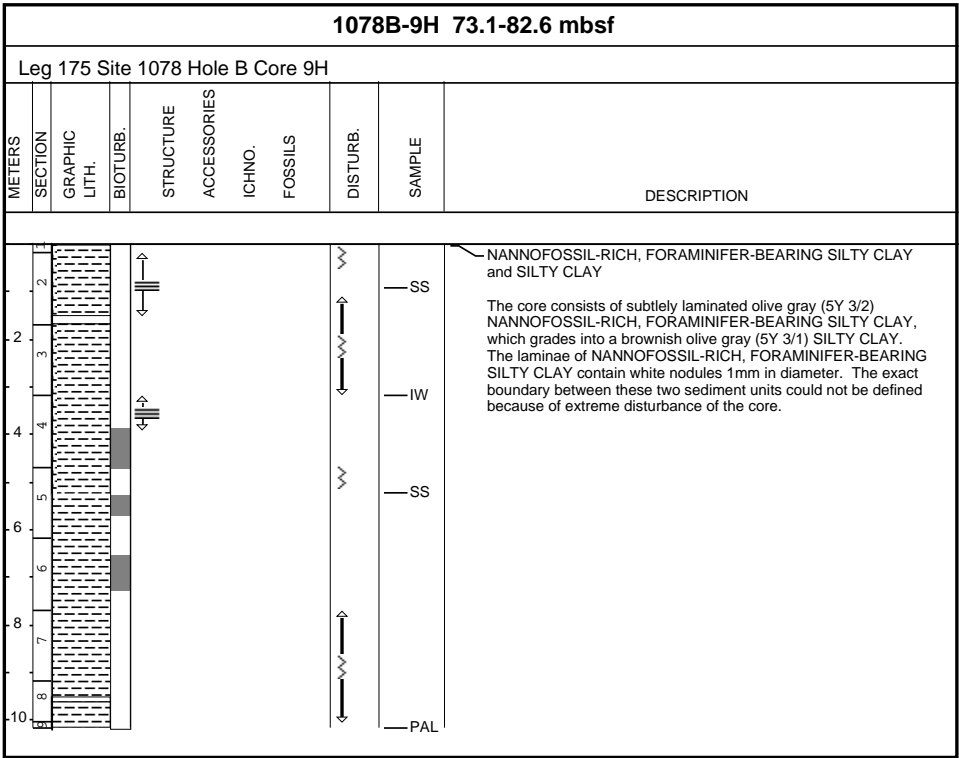 1078B-9H 73.1-82.6 mbsf
Leg 175 Site 1078 Hole B Core 9H
METERS
SECTION
GRAPHIC
LITH.
BIOTURB.
STRUCTURE
ACCESSORIES
ICHNO.
FOSSILS
DISTURB.
SAMPLE
DESCRIPTION
1
2
3
4
5
6
7
8
9
2
4
6
8
10
SS
IW
SS
PAL
NANNOFOSSIL-RICH, FORAMINIFER-BEARING SILTY CLAY
and SILTY CLAY
The core consists of subtlely laminated olive gray (5Y 3/2)
NANNOFOSSIL-RICH, FORAMINIFER-BEARING SILTY CLAY,
which grades into a brownish olive gray (5Y 3/1) SILTY CLAY.
The laminae of NANNOFOSSIL-RICH, FORAMINIFER-BEARING
SILTY CLAY contain white nodules 1mm in diameter. The exact
boundary between these two sediment units could not be defined
because of extreme disturbance of the core.